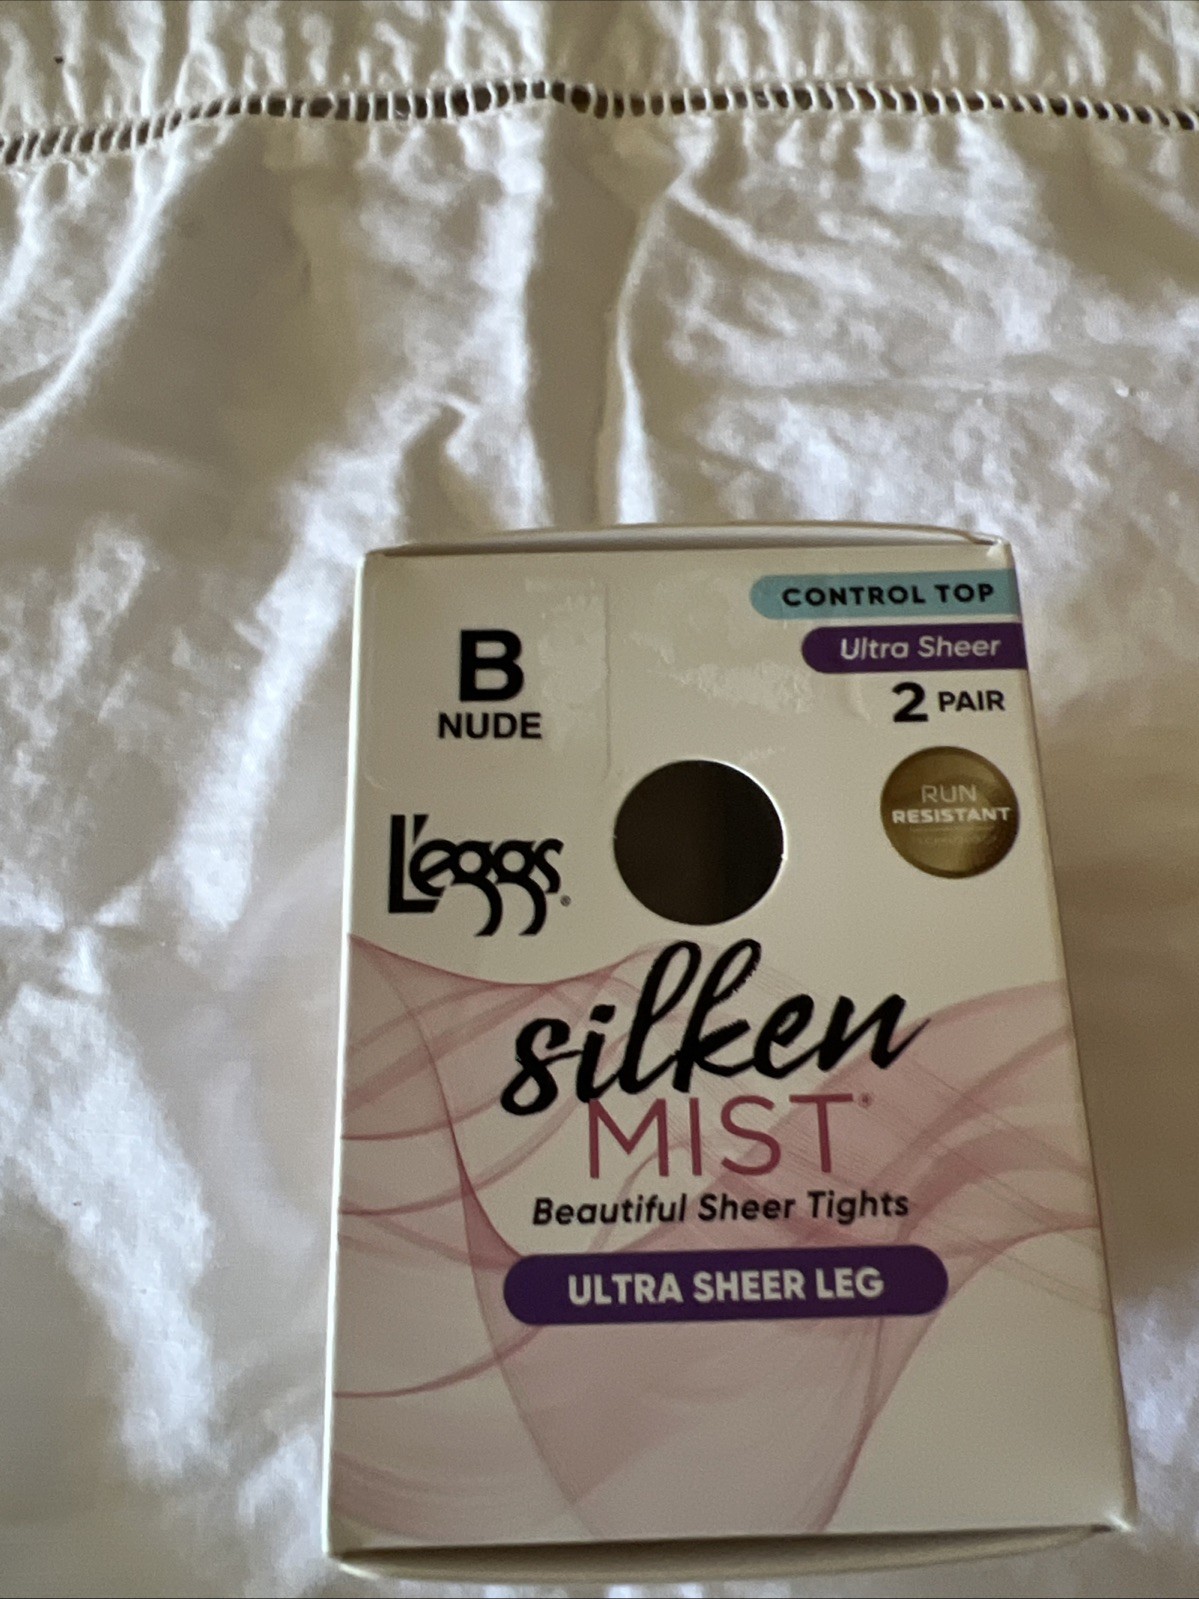 CONTROL TOP
Ultra Sheer
2 PAIR
B
NUDE
RUN
RESISTANT
L'eggs®
silken
MIST®
Beautiful Sheer Tights
ULTRA SHEER LEG